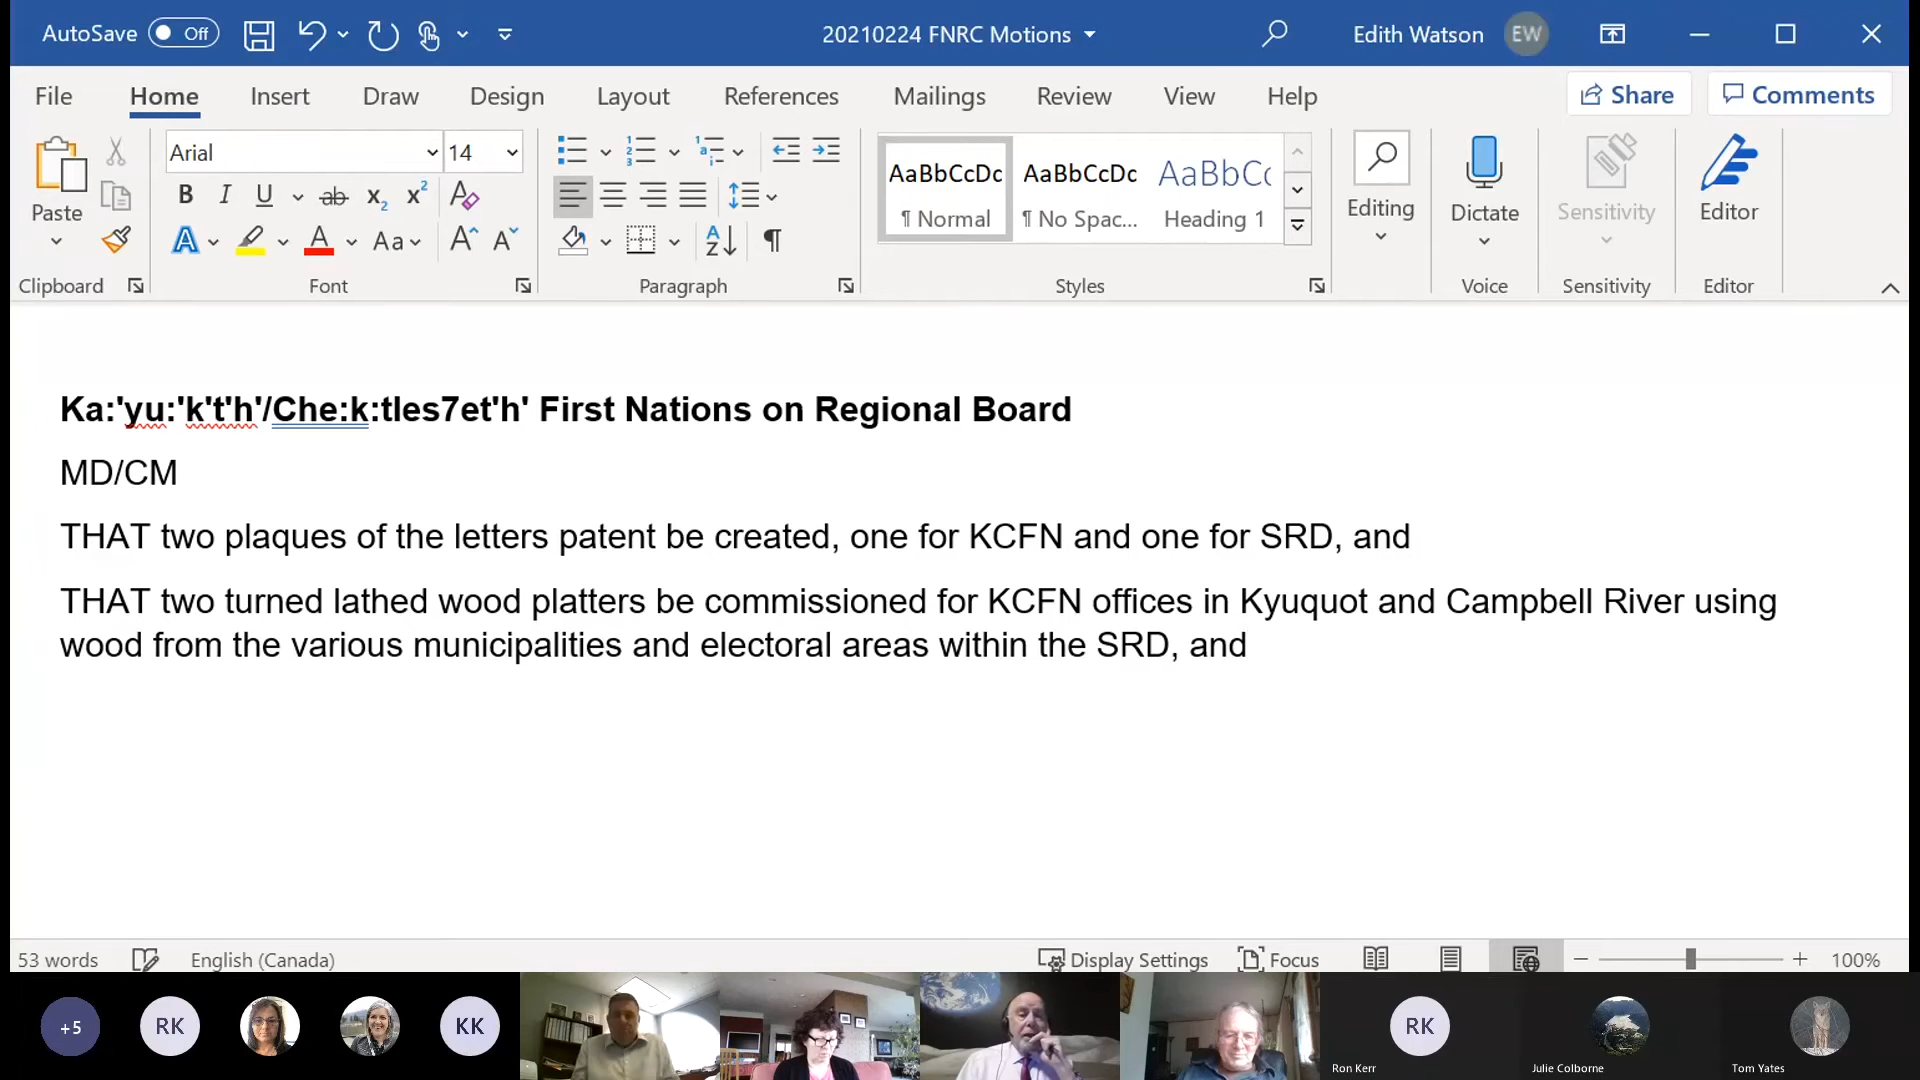 AutoSave Off 20210224 FNRC Motions Edith Watson EW
File Home Insert Draw Design Layout References Mailings Review View Help Share Comments
Paste
Clipboard
Arial 14
B I U ab x2 x2 A
A A Aa A A
Font
Paragraph
AaBbCcDc AaBbCcDc AaBbCc
¶ Normal ¶ No Spac... Heading 1
Styles
Editing
Dictate
Voice
Sensitivity
Sensitivity
Editor
Editor
Ka:'yu:'k't'h'/Che:k:tles7et'h' First Nations on Regional Board
MD/CM
THAT two plaques of the letters patent be created, one for KCFN and one for SRD, and
THAT two turned lathed wood platters be commissioned for KCFN offices in Kyuquot and Campbell River using
wood from the various municipalities and electoral areas within the SRD, and
53 words English (Canada) Display Settings Focus 100%
+5 RK KK RK
Ron Kerr Julie Colborne Tom Yates